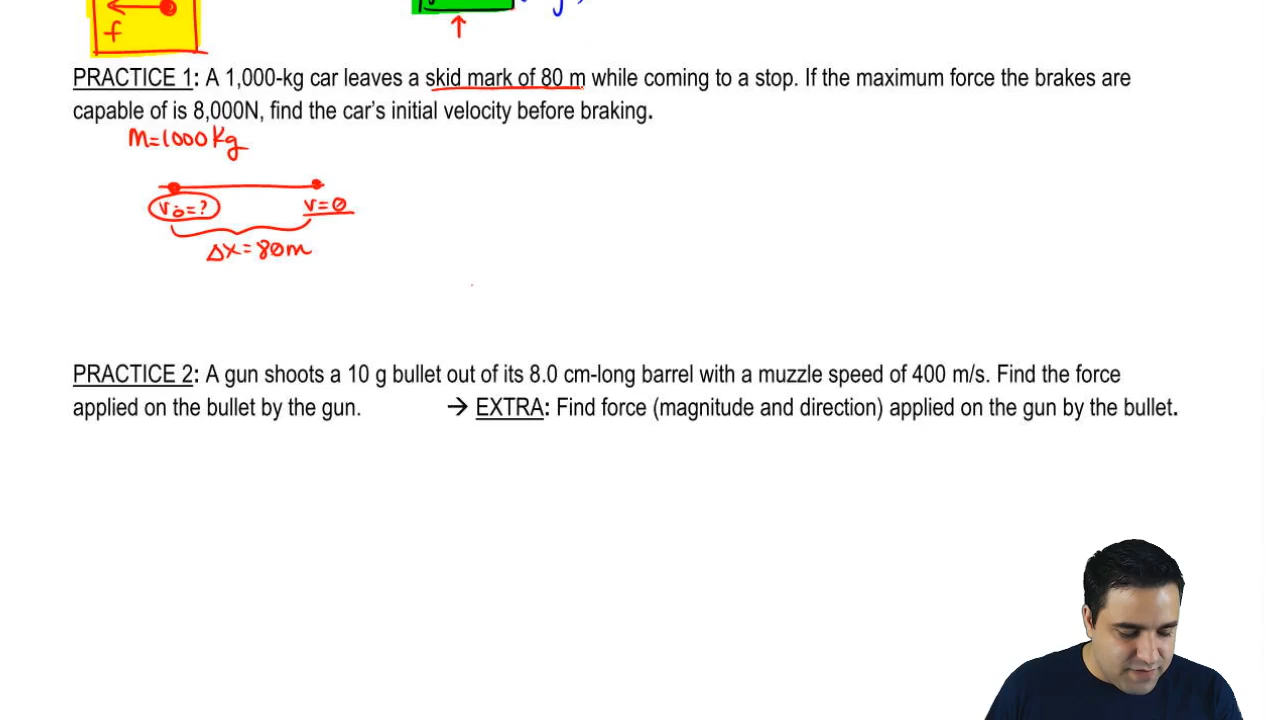 f
PRACTICE 1: A 1,000-kg car leaves a skid mark of 80 m while coming to a stop. If the maximum force the brakes are
capable of is 8,000N, find the car's initial velocity before braking.
M=1000Kg
v₀=? v=0
Δx=80m
PRACTICE 2: A gun shoots a 10 g bullet out of its 8.0 cm-long barrel with a muzzle speed of 400 m/s. Find the force
applied on the bullet by the gun. → EXTRA: Find force (magnitude and direction) applied on the gun by the bullet.